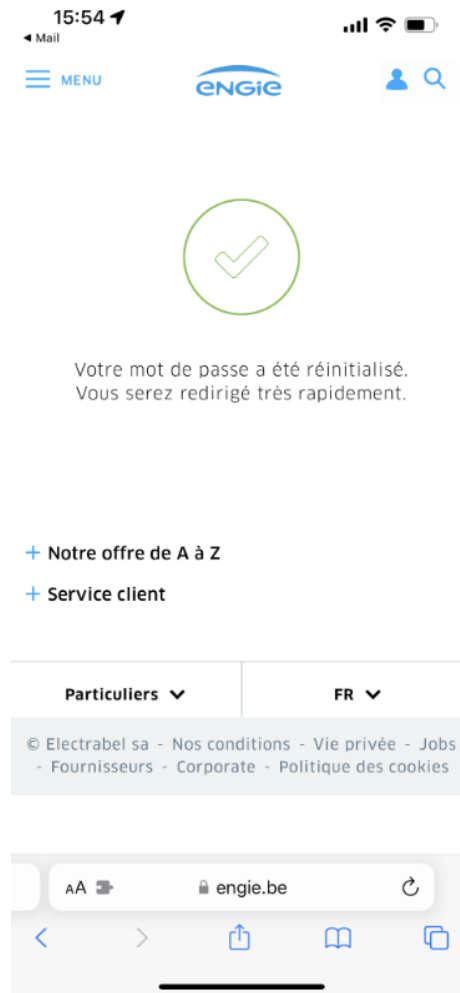 15:54
◀ Mail
MENU
ENGIE
Votre mot de passe a été réinitialisé.
Vous serez redirigé très rapidement.
+ Notre offre de A à Z
+ Service client
Particuliers
FR
© Electrabel sa - Nos conditions - Vie privée - Jobs
- Fournisseurs - Corporate - Politique des cookies
AA
engie.be